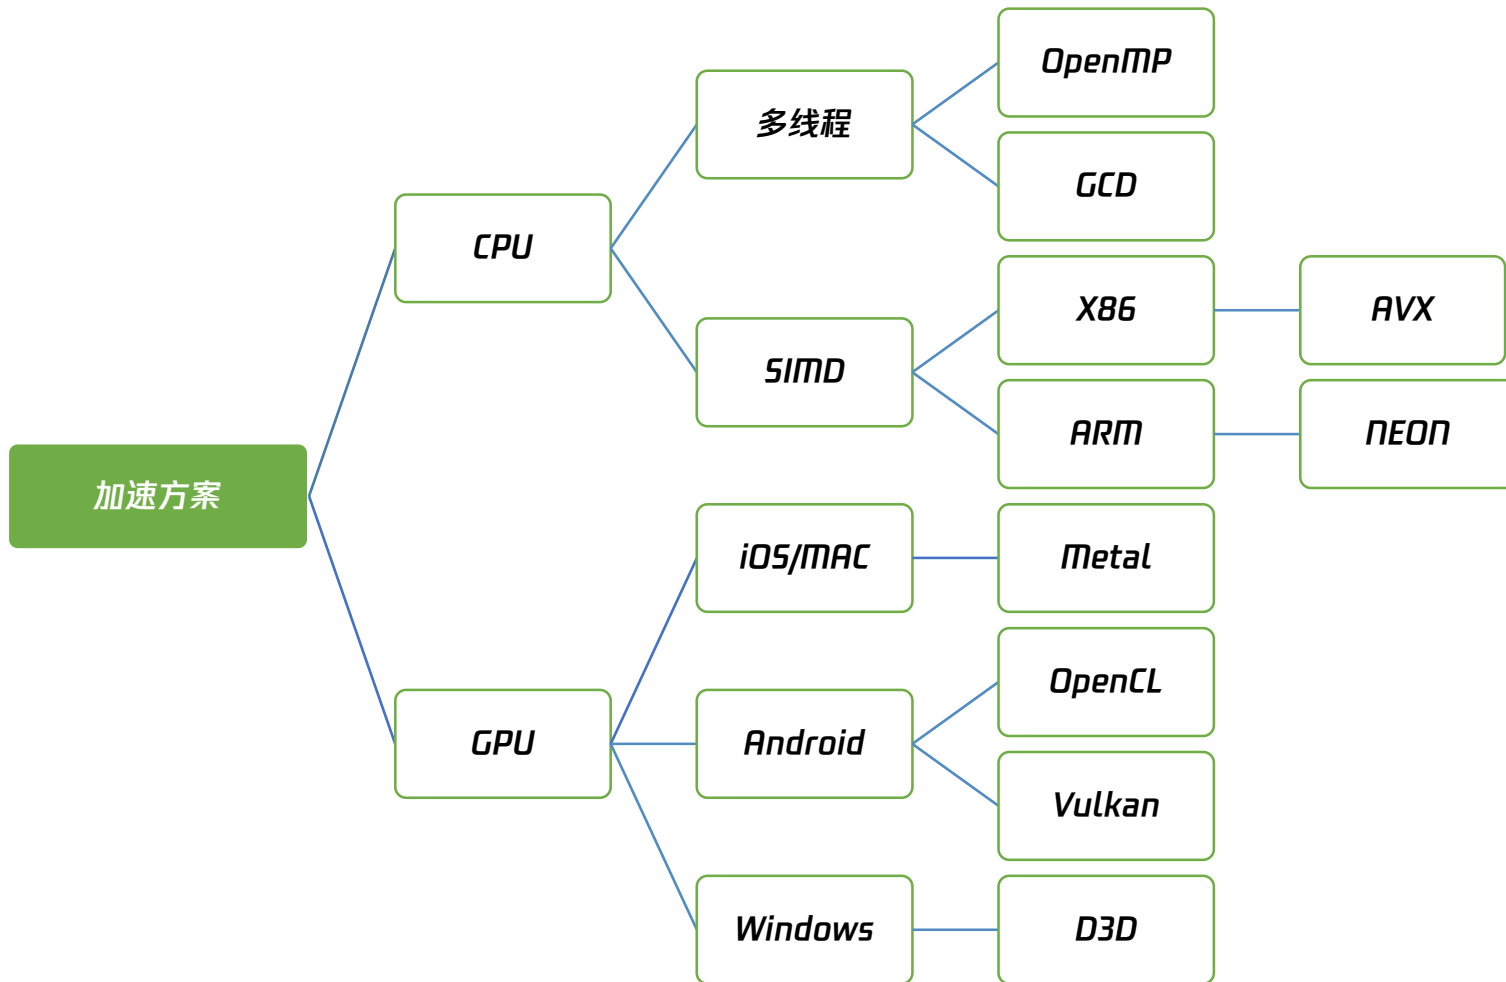 加速方案
CPU
多线程
OpenMP
GCD
SIMD
X86
AVX
ARM
NEON
GPU
iOS/MAC
Metal
Android
OpenCL
Vulkan
Windows
D3D